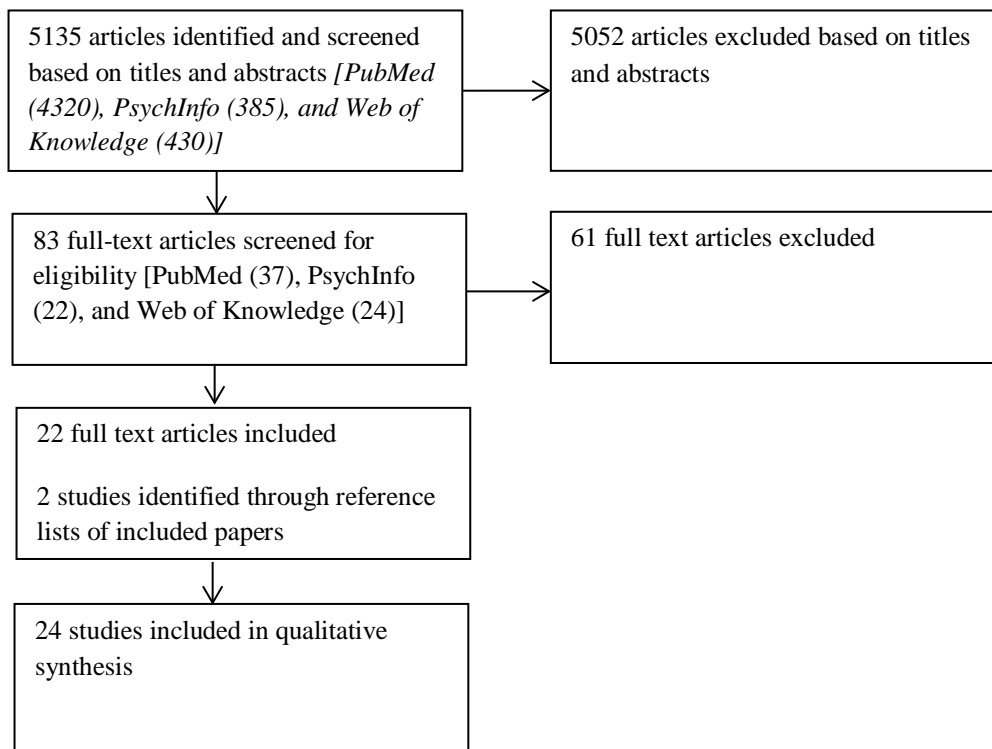 5135 articles identified and screened
based on titles and abstracts [PubMed
(4320), PsychInfo (385), and Web of
Knowledge (430)]
5052 articles excluded based on titles
and abstracts
83 full-text articles screened for
eligibility [PubMed (37), PsychInfo
(22), and Web of Knowledge (24)]
61 full text articles excluded
22 full text articles included
2 studies identified through reference
lists of included papers
24 studies included in qualitative
synthesis